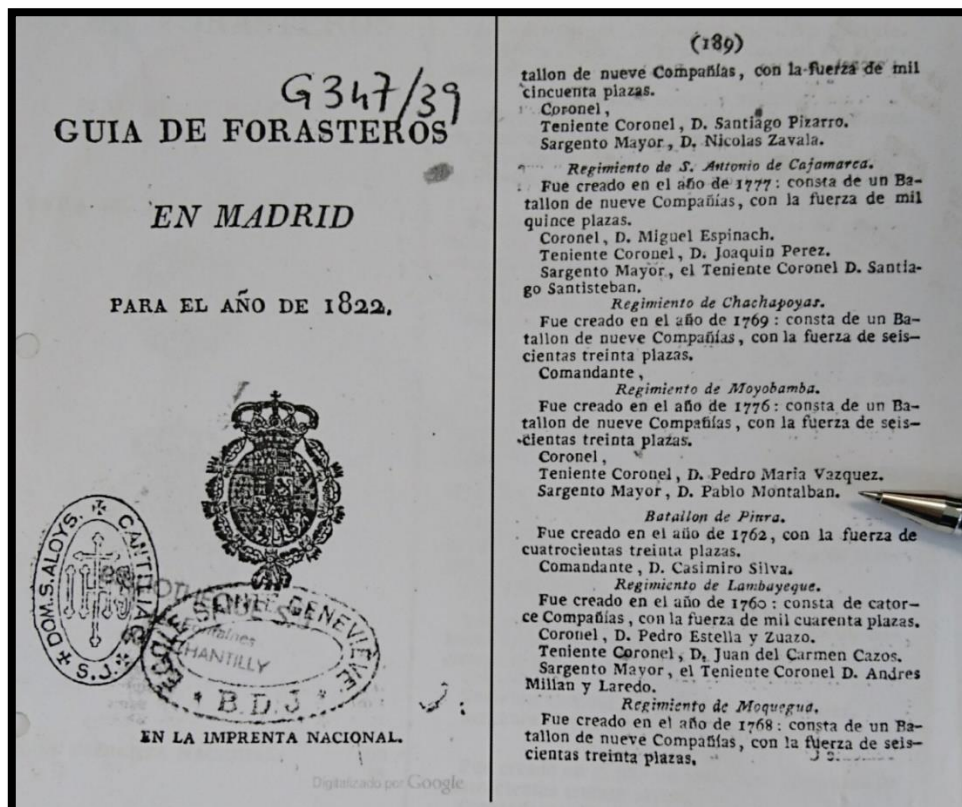 G347/39
GUIA DE FORASTEROS
EN MADRID
PARA EL AÑO DE 1822.
DOM. S. ALOYS. CANTILIAC S.J.
ECOLE SAINTE GENEVIÈVE
Fontaines
CHANTILLY
B.D.J
EN LA IMPRENTA NACIONAL.
Digitalizado por Google
(189)
tallon de nueve Compañías, con la fuerza de mil
cincuenta plazas.
Coronel,
Teniente Coronel, D. Santiago Pizarro.
Sargento Mayor, D. Nicolas Zavala.
Regimiento de S. Antonio de Cajamarca.
Fue creado en el año de 1777: consta de un Ba-
tallon de nueve Compañías, con la fuerza de mil
quince plazas.
Coronel, D. Miguel Espinach.
Teniente Coronel, D. Joaquin Perez.
Sargento Mayor, el Teniente Coronel D. Santia-
go Santisteban.
Regimiento de Chachapoyas.
Fue creado en el año de 1769: consta de un Ba-
tallon de nueve Compañías, con la fuerza de seis-
cientas treinta plazas.
Comandante,
Regimiento de Moyobamba.
Fue creado en el año de 1776: consta de un Ba-
tallon de nueve Compañías, con la fuerza de seis-
cientas treinta plazas.
Coronel,
Teniente Coronel, D. Pedro Maria Vazquez.
Sargento Mayor, D. Pablo Montalban.
Batallon de Piura.
Fue creado en el año de 1762, con la fuerza de
cuatrocientas treinta plazas.
Comandante, D. Casimiro Silva.
Regimiento de Lambayeque.
Fue creado en el año de 1760: consta de cator-
ce Compañías, con la fuerza de mil cuarenta plazas.
Coronel, D. Pedro Estella y Zuazo.
Teniente Coronel, D. Juan del Carmen Cazos.
Sargento Mayor, el Teniente Coronel D. Andres
Millan y Laredo.
Regimiento de Moquegua.
Fue creado en el año de 1768: consta de un Ba-
tallon de nueve Compañías, con la fuerza de seis-
cientas treinta plazas,